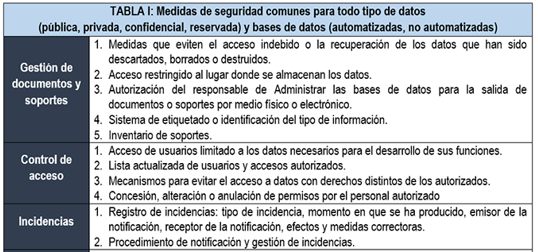 TABLA I: Medidas de seguridad comunes para todo tipo de datos
(pública, privada, confidencial, reservada) y bases de datos (automatizadas, no automatizadas)
Gestión de
documentos y
soportes
1. Medidas que eviten el acceso indebido o la recuperación de los datos que han sido
descartados, borrados o destruidos.
2. Acceso restringido al lugar donde se almacenan los datos.
3. Autorización del responsable de Administrar las bases de datos para la salida de
documentos o soportes por medio físico o electrónico.
4. Sistema de etiquetado o identificación del tipo de información.
5. Inventario de soportes.
Control de
acceso
1. Acceso de usuarios limitado a los datos necesarios para el desarrollo de sus funciones.
2. Lista actualizada de usuarios y accesos autorizados.
3. Mecanismos para evitar el acceso a datos con derechos distintos de los autorizados.
4. Concesión, alteración o anulación de permisos por el personal autorizado
Incidencias
1. Registro de incidencias: tipo de incidencia, momento en que se ha producido, emisor de la
notificación, receptor de la notificación, efectos y medidas correctoras.
2. Procedimiento de notificación y gestión de incidencias.